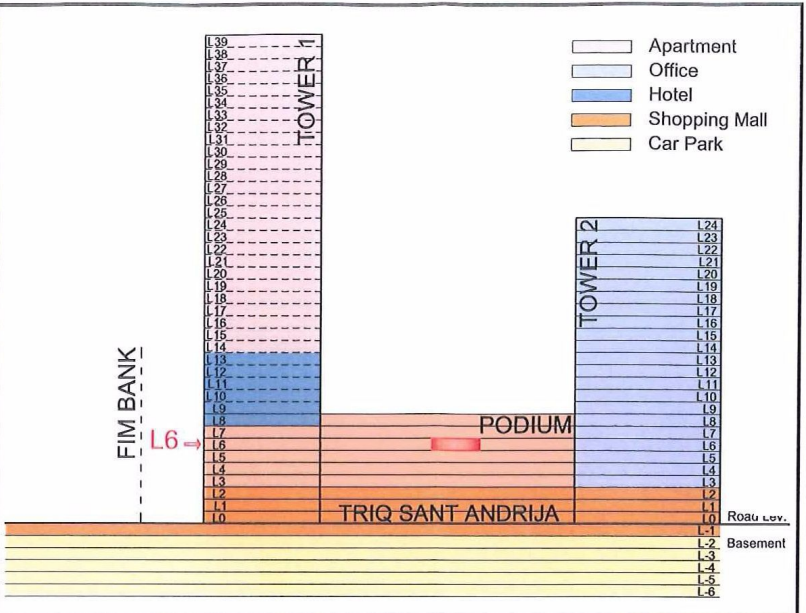 L39
L38
L37
L36
L35
L34
L33
L32
L31
L30
L29
L28
L27
L26
L25
L24
L23
L22
L21
L20
L19
L18
L17
L16
L15
L14
L13
L12
L11
L10
L9
L8
L7
L6
L5
L4
L3
L2
L1
L0
TOWER 1
FIM BANK
L6
PODIUM
TRIQ SANT ANDRIJA
TOWER 2
L24
L23
L22
L21
L20
L19
L18
L17
L16
L15
L14
L13
L12
L11
L10
L9
L8
L7
L6
L5
L4
L3
L2
L1
L0
L-1
L-2
L-3
L-4
L-5
L-6
Road Lev.
Basement
Apartment
Office
Hotel
Shopping Mall
Car Park